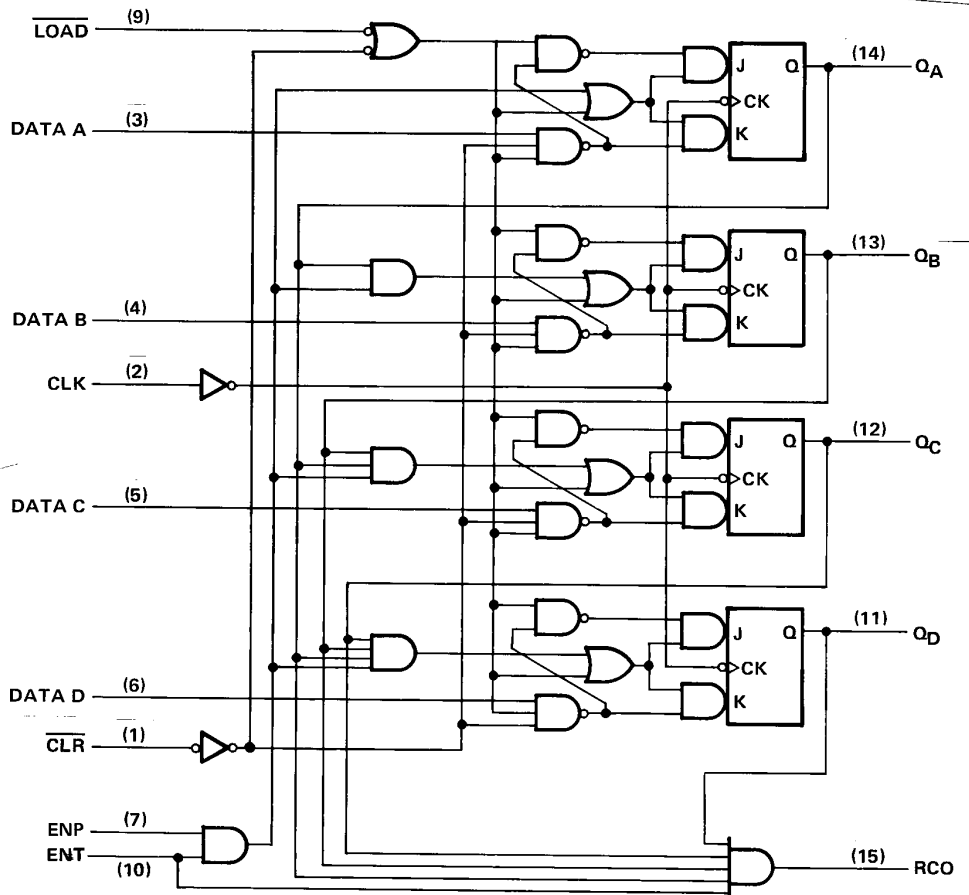 LOAD (9)
(14) QA
J Q
CK
K
DATA A (3)
(13) QB
J Q
CK
K
DATA B (4)
CLK (2)
(12) QC
J Q
CK
K
DATA C (5)
(11) QD
J Q
CK
K
DATA D (6)
CLR (1)
ENP (7)
ENT (10)
(15) RCO